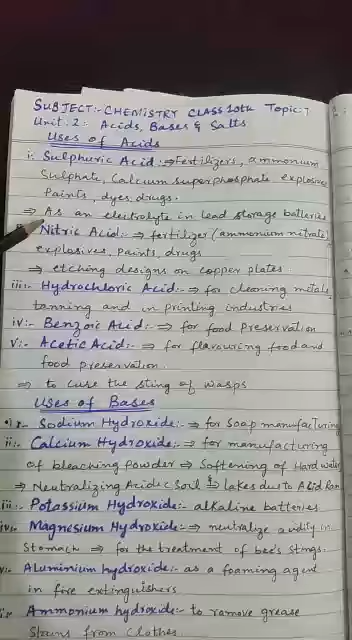 SUBJECT:- CHEMISTRY CLASS 10th Topic:-
Unit:2: Acids, Bases & Salts
Uses of Acids
i. Sulphuric Acid:- ⇒ Fertilizers, ammonium
Sulphate, Calcium superphosphate explosive
Paints, dyes, drugs.
⇒ As an electrolyte in lead storage batteries
Nitric Acid:- ⇒ fertilizer (ammonium nitrate)
explosives, paints, drugs
⇒ etching designs on copper plates.
iii:- Hydrochloric Acid:- ⇒ for cleaning metals,
tanning and in printing industries
iv:- Benzoic Acid:- ⇒ for food preservation
v:- Acetic Acid:- ⇒ for flavouring food and
food preservation.
⇒ to cure the sting of wasps
Uses of Bases
Sodium Hydroxide:- ⇒ for soap manufacturing
ii:- Calcium Hydroxide:- ⇒ for manufacturing
of bleaching powder ⇒ Softening of Hard water
⇒ Neutralizing Acidic Soil & lakes due to Acid Rain
iii:- Potassium Hydroxide:- alkaline batteries
iv:- Magnesium Hydroxide:- ⇒ neutralize acidity in
Stomach ⇒ for the treatment of bee's stings.
v:- Aluminium hydroxide:- as a foaming agent
in fire extinguishers
Ammonium hydroxide:- to remove grease
Stains from clothes